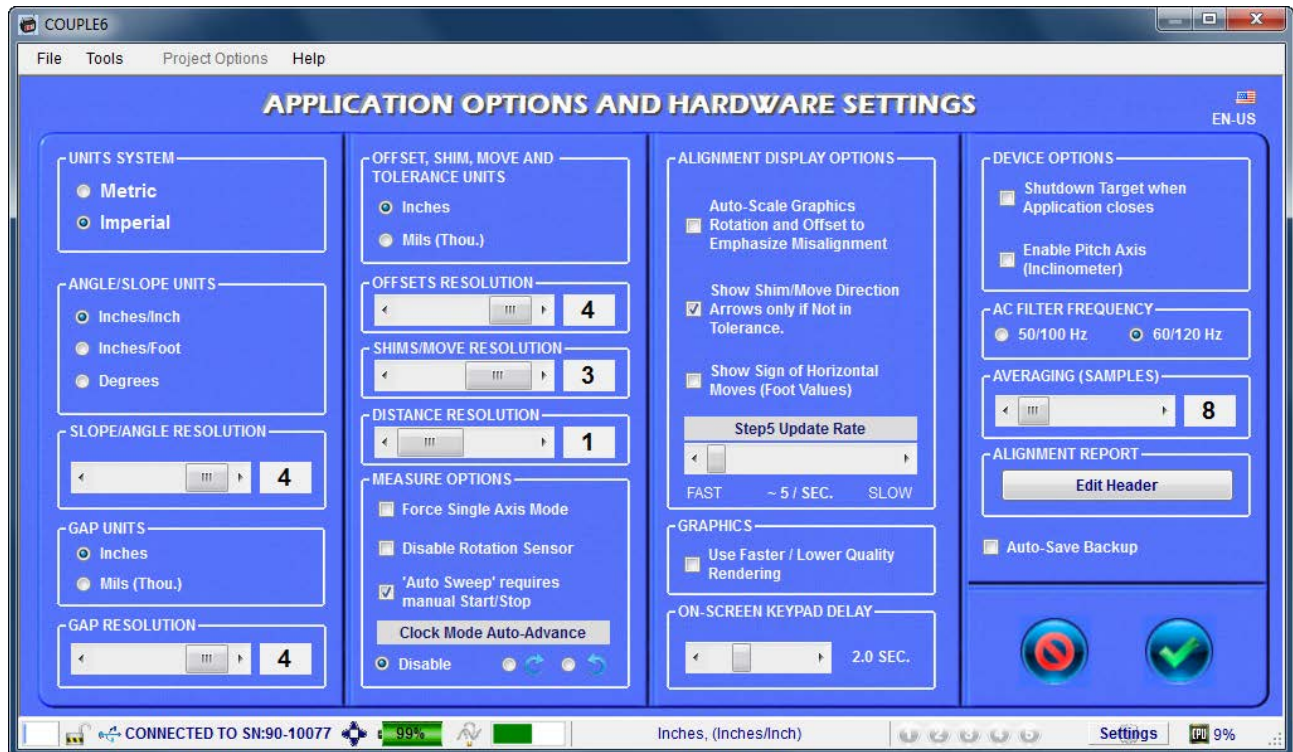 COUPLE6
File Tools Project Options Help
APPLICATION OPTIONS AND HARDWARE SETTINGS
EN-US
UNITS SYSTEM
Metric
Imperial
ANGLE/SLOPE UNITS
Inches/Inch
Inches/Foot
Degrees
SLOPE/ANGLE RESOLUTION
4
GAP UNITS
Inches
Mils (Thou.)
GAP RESOLUTION
4
OFFSET, SHIM, MOVE AND
TOLERANCE UNITS
Inches
Mils (Thou.)
OFFSETS RESOLUTION
4
SHIMS/MOVE RESOLUTION
3
DISTANCE RESOLUTION
1
MEASURE OPTIONS
Force Single Axis Mode
Disable Rotation Sensor
'Auto Sweep' requires
manual Start/Stop
Clock Mode Auto-Advance
Disable
ALIGNMENT DISPLAY OPTIONS
Auto-Scale Graphics
Rotation and Offset to
Emphasize Misalignment
Show Shim/Move Direction
Arrows only if Not in
Tolerance.
Show Sign of Horizontal
Moves (Foot Values)
Step5 Update Rate
FAST ~ 5 / SEC. SLOW
GRAPHICS
Use Faster / Lower Quality
Rendering
ON-SCREEN KEYPAD DELAY
2.0 SEC.
DEVICE OPTIONS
Shutdown Target when
Application closes
Enable Pitch Axis
(Inclinometer)
AC FILTER FREQUENCY
50/100 Hz 60/120 Hz
AVERAGING (SAMPLES)
8
ALIGNMENT REPORT
Edit Header
Auto-Save Backup
CONNECTED TO SN:90-10077 99% Inches, (Inches/Inch) 1 2 3 4 5 Settings CPU 9%